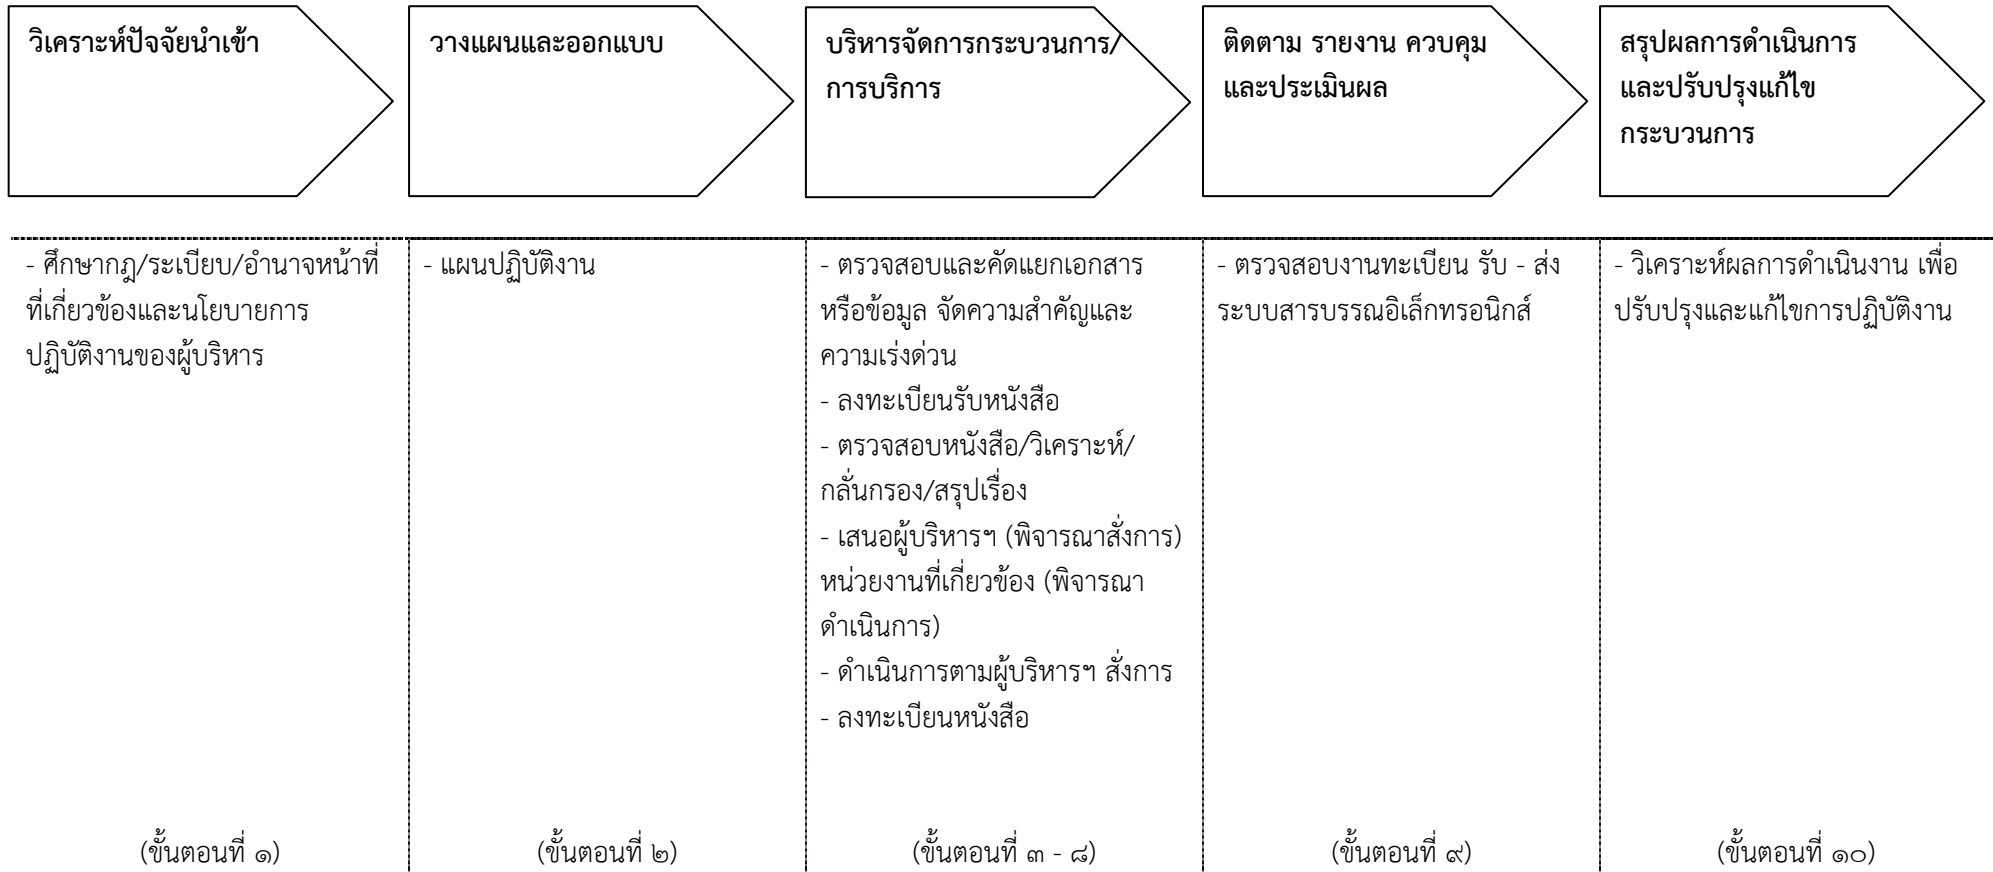 วิเคราะห์ปัจจัยนำเข้า
วางแผนและออกแบบ
บริหารจัดการกระบวนการ/
การบริการ
ติดตาม รายงาน ควบคุม
และประเมินผล
สรุปผลการดำเนินการ
และปรับปรุงแก้ไข
กระบวนการ
- ศึกษากฎ/ระเบียบ/อำนาจหน้าที่
ที่เกี่ยวข้องและนโยบายการ
ปฏิบัติงานของผู้บริหาร
(ขั้นตอนที่ ๑)
- แผนปฏิบัติงาน
(ขั้นตอนที่ ๒)
- ตรวจสอบและคัดแยกเอกสาร
หรือข้อมูล จัดความสำคัญและ
ความเร่งด่วน
- ลงทะเบียนรับหนังสือ
- ตรวจสอบหนังสือ/วิเคราะห์/
กลั่นกรอง/สรุปเรื่อง
- เสนอผู้บริหารฯ (พิจารณาสั่งการ)
หน่วยงานที่เกี่ยวข้อง (พิจารณา
ดำเนินการ)
- ดำเนินการตามผู้บริหารฯ สั่งการ
- ลงทะเบียนหนังสือ
(ขั้นตอนที่ ๓ - ๘)
- ตรวจสอบงานทะเบียน รับ - ส่ง
ระบบสารบรรณอิเล็กทรอนิกส์
(ขั้นตอนที่ ๙)
- วิเคราะห์ผลการดำเนินงาน เพื่อ
ปรับปรุงและแก้ไขการปฏิบัติงาน
(ขั้นตอนที่ ๑๐)